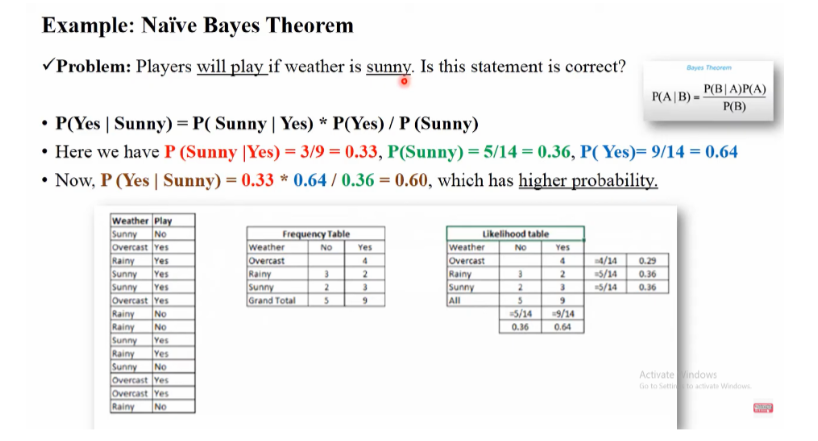 Example: Naïve Bayes Theorem
✓Problem: Players will play if weather is sunny. Is this statement is correct?
Bayes Theorem
P(A|B) = P(B|A)P(A)
P(B)
• P(Yes | Sunny) = P( Sunny | Yes) * P(Yes) / P (Sunny)
• Here we have P (Sunny |Yes) = 3/9 = 0.33, P(Sunny) = 5/14 = 0.36, P( Yes)= 9/14 = 0.64
• Now, P (Yes | Sunny) = 0.33 * 0.64 / 0.36 = 0.60, which has higher probability.
Weather Play
Sunny No
Overcast Yes
Rainy Yes
Sunny Yes
Sunny Yes
Overcast Yes
Rainy No
Rainy No
Sunny Yes
Rainy Yes
Sunny No
Overcast Yes
Overcast Yes
Rainy No
Frequency Table
Weather No Yes
Overcast 4
Rainy 3 2
Sunny 2 3
Grand Total 5 9
Likelihood table
Weather No Yes
Overcast 4 =4/14 0.29
Rainy 3 2 =5/14 0.36
Sunny 2 3 =5/14 0.36
All 5 9
=5/14 =9/14
0.36 0.64
Activate Windows
Go to Settings to activate Windows.